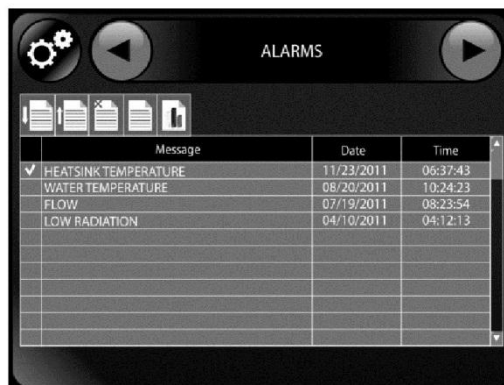 ALARMS
Message Date Time
HEATSINK TEMPERATURE 11/23/2011 06:37:43
WATER TEMPERATURE 08/20/2011 10:24:23
FLOW 07/19/2011 08:23:54
LOW RADIATION 04/10/2011 04:12:13